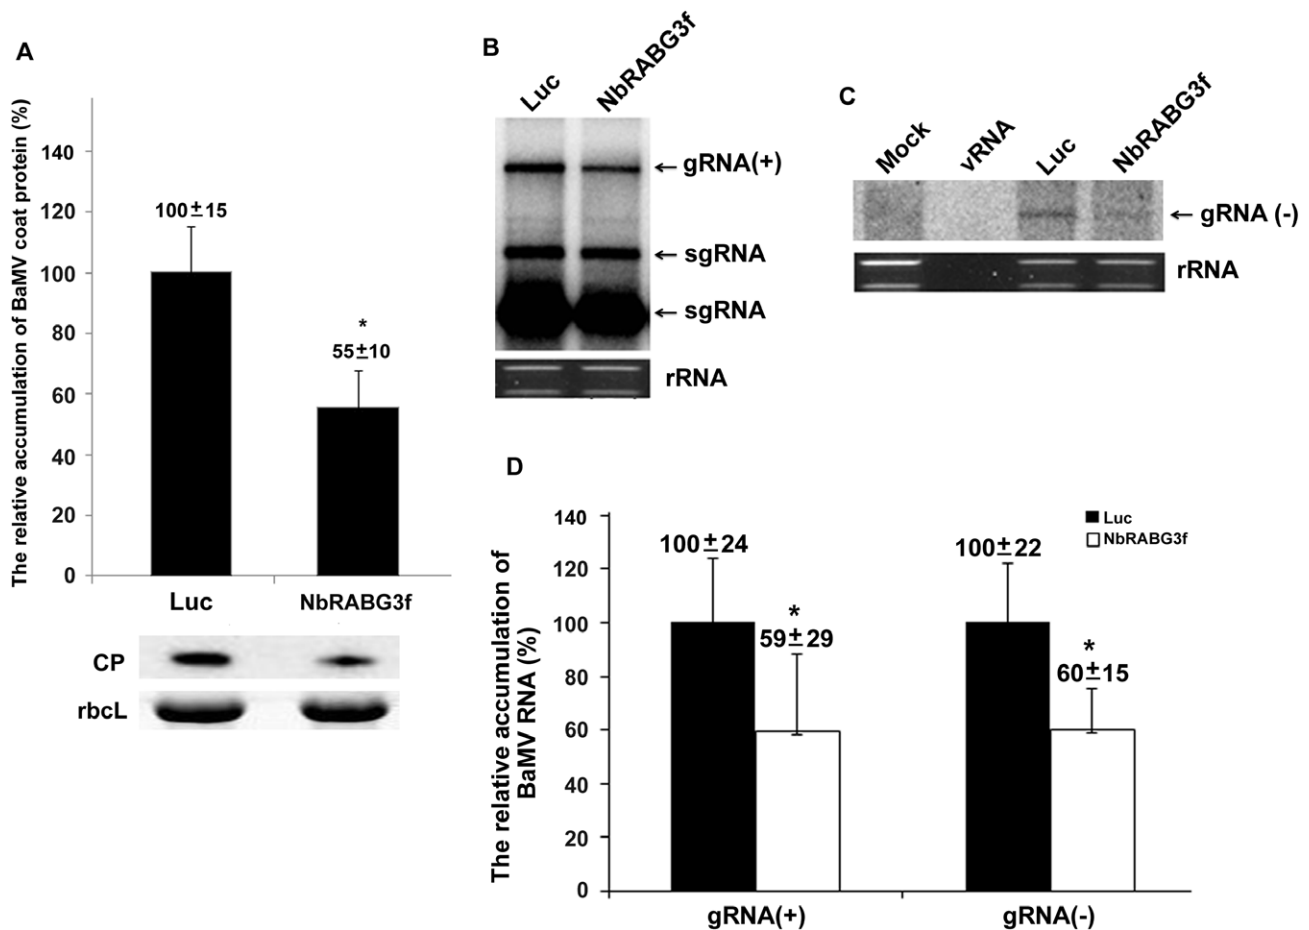 A
The relative accumulation of BaMV coat protein (%)
140
120
100
80
60
40
20
0
100±15
*
55±10
Luc
NbRABG3f
CP
rbcL
B
Luc
NbRABG3f
gRNA(+)
sgRNA
sgRNA
rRNA
C
Mock
vRNA
Luc
NbRABG3f
gRNA (-)
rRNA
D
The relative accumulation of
BaMV RNA (%)
140
120
100
80
60
40
20
0
Luc
NbRABG3f
100±24
*
59±29
100±22
*
60±15
gRNA(+)
gRNA(-)